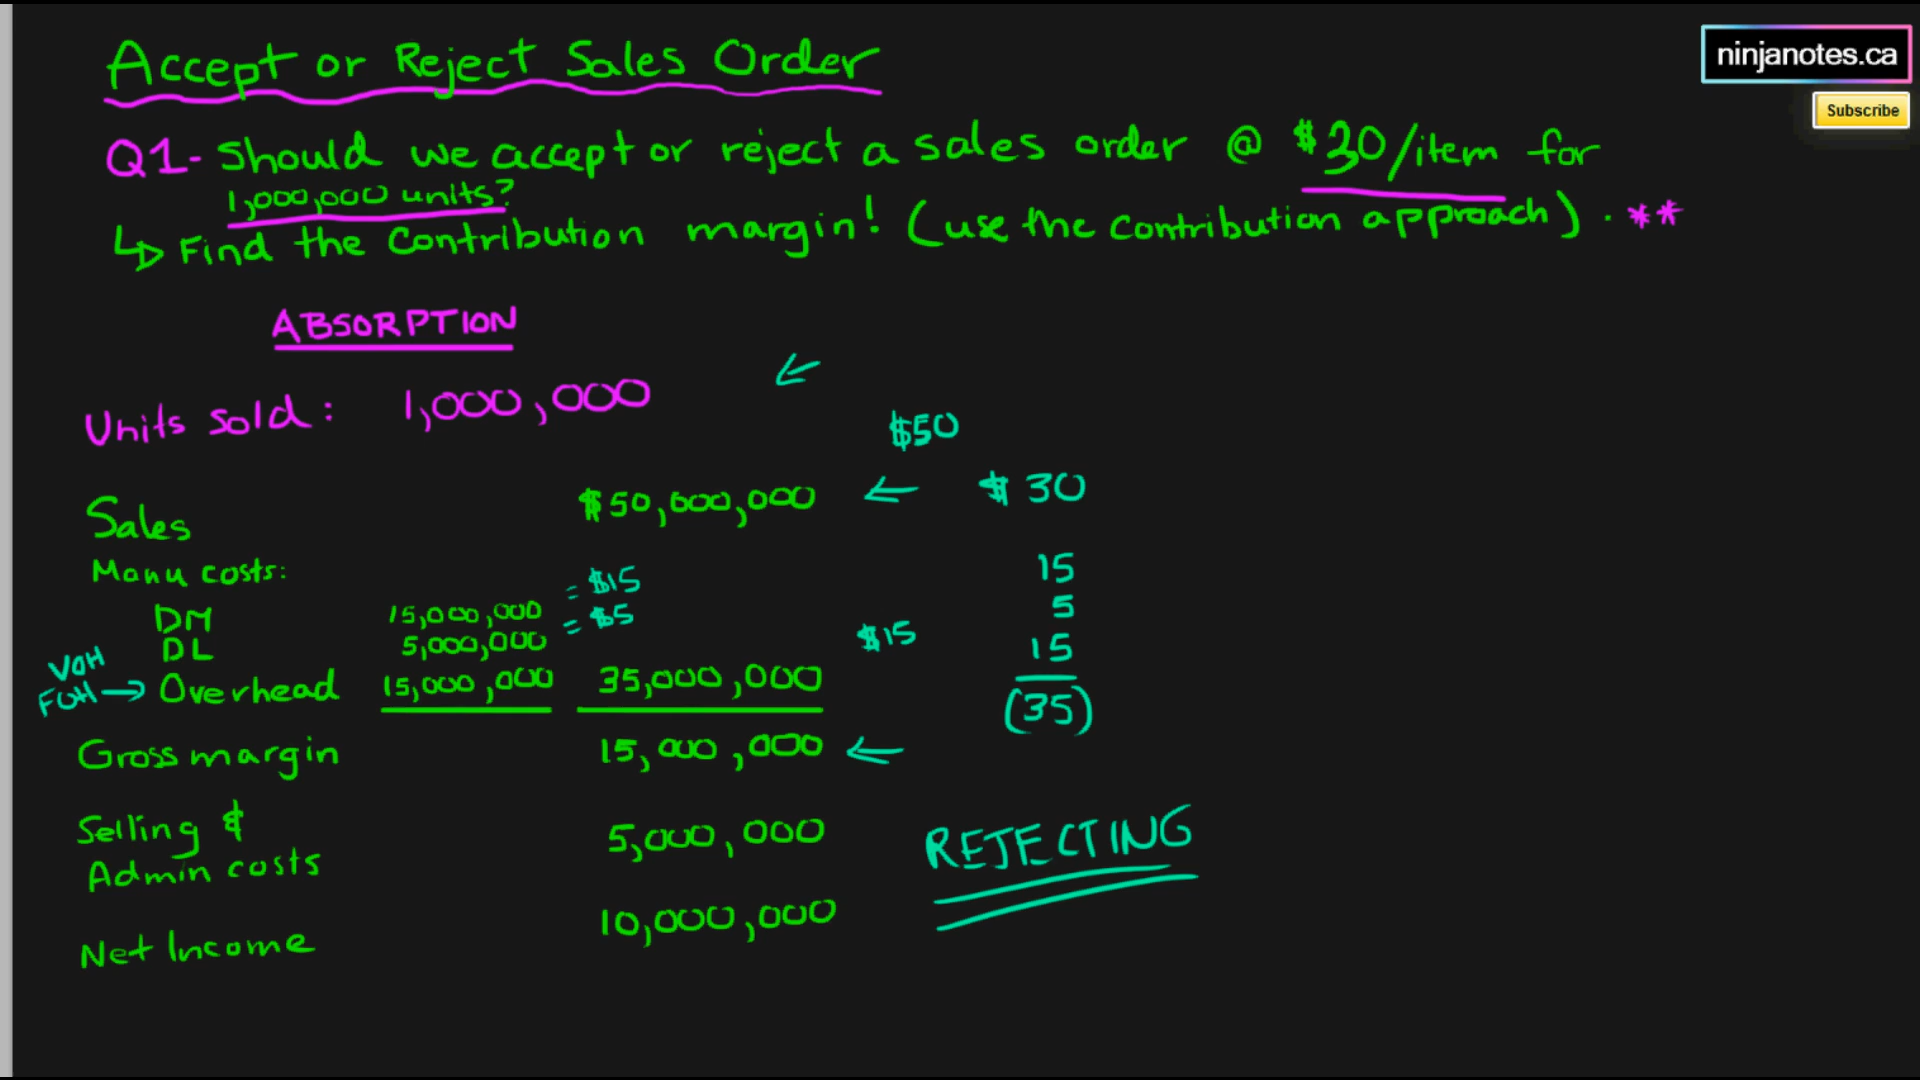 Accept or Reject Sales Order
ninjanotes.ca
Subscribe
Q1- Should we accept or reject a sales order @ $30/item for
1,000,000 units?
↳ Find the contribution margin! (use the contribution approach). **
ABSORPTION
←
Units sold: 1,000,000
$50
Sales $50,000,000 ← $30
Manu costs:
DM 15,000,000 = $15 15
DL 5,000,000 = $5 5
VOH
FOH → Overhead 15,000,000 35,000,000 $15 15
(35)
Gross margin 15,000,000 ←
Selling &
Admin costs 5,000,000
REJECTING
Net Income 10,000,000